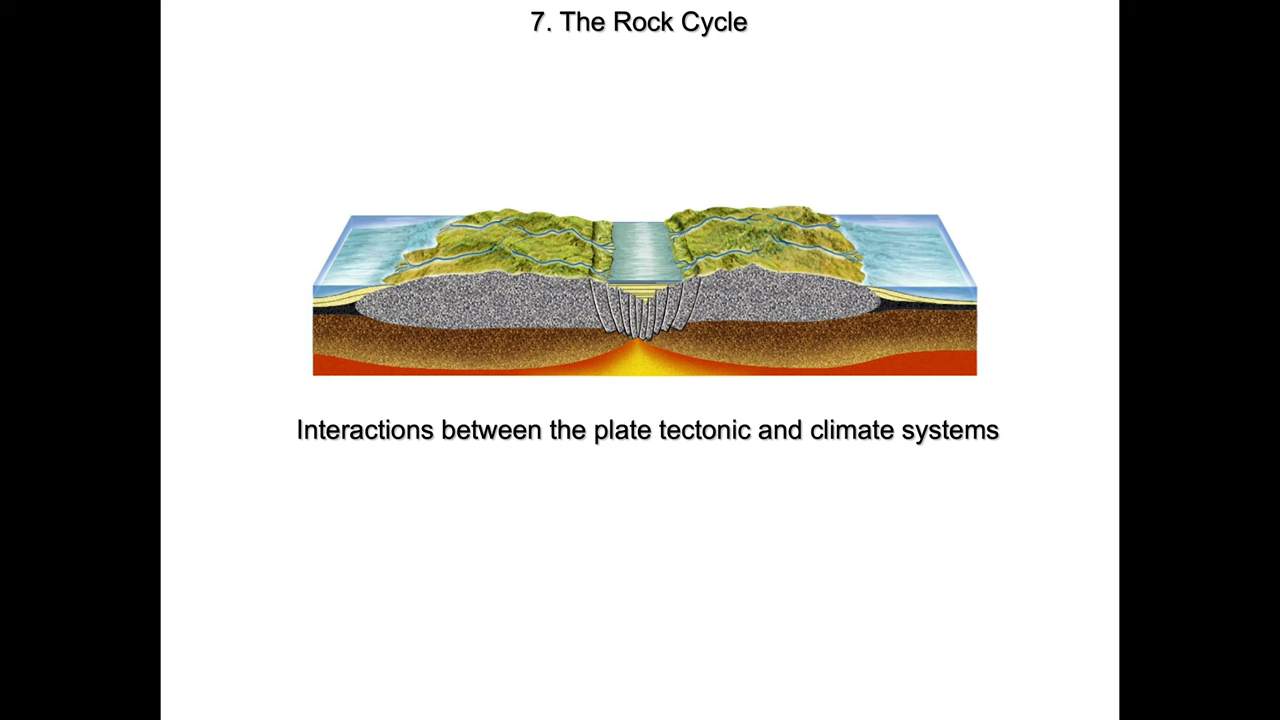 7. The Rock Cycle
Interactions between the plate tectonic and climate systems